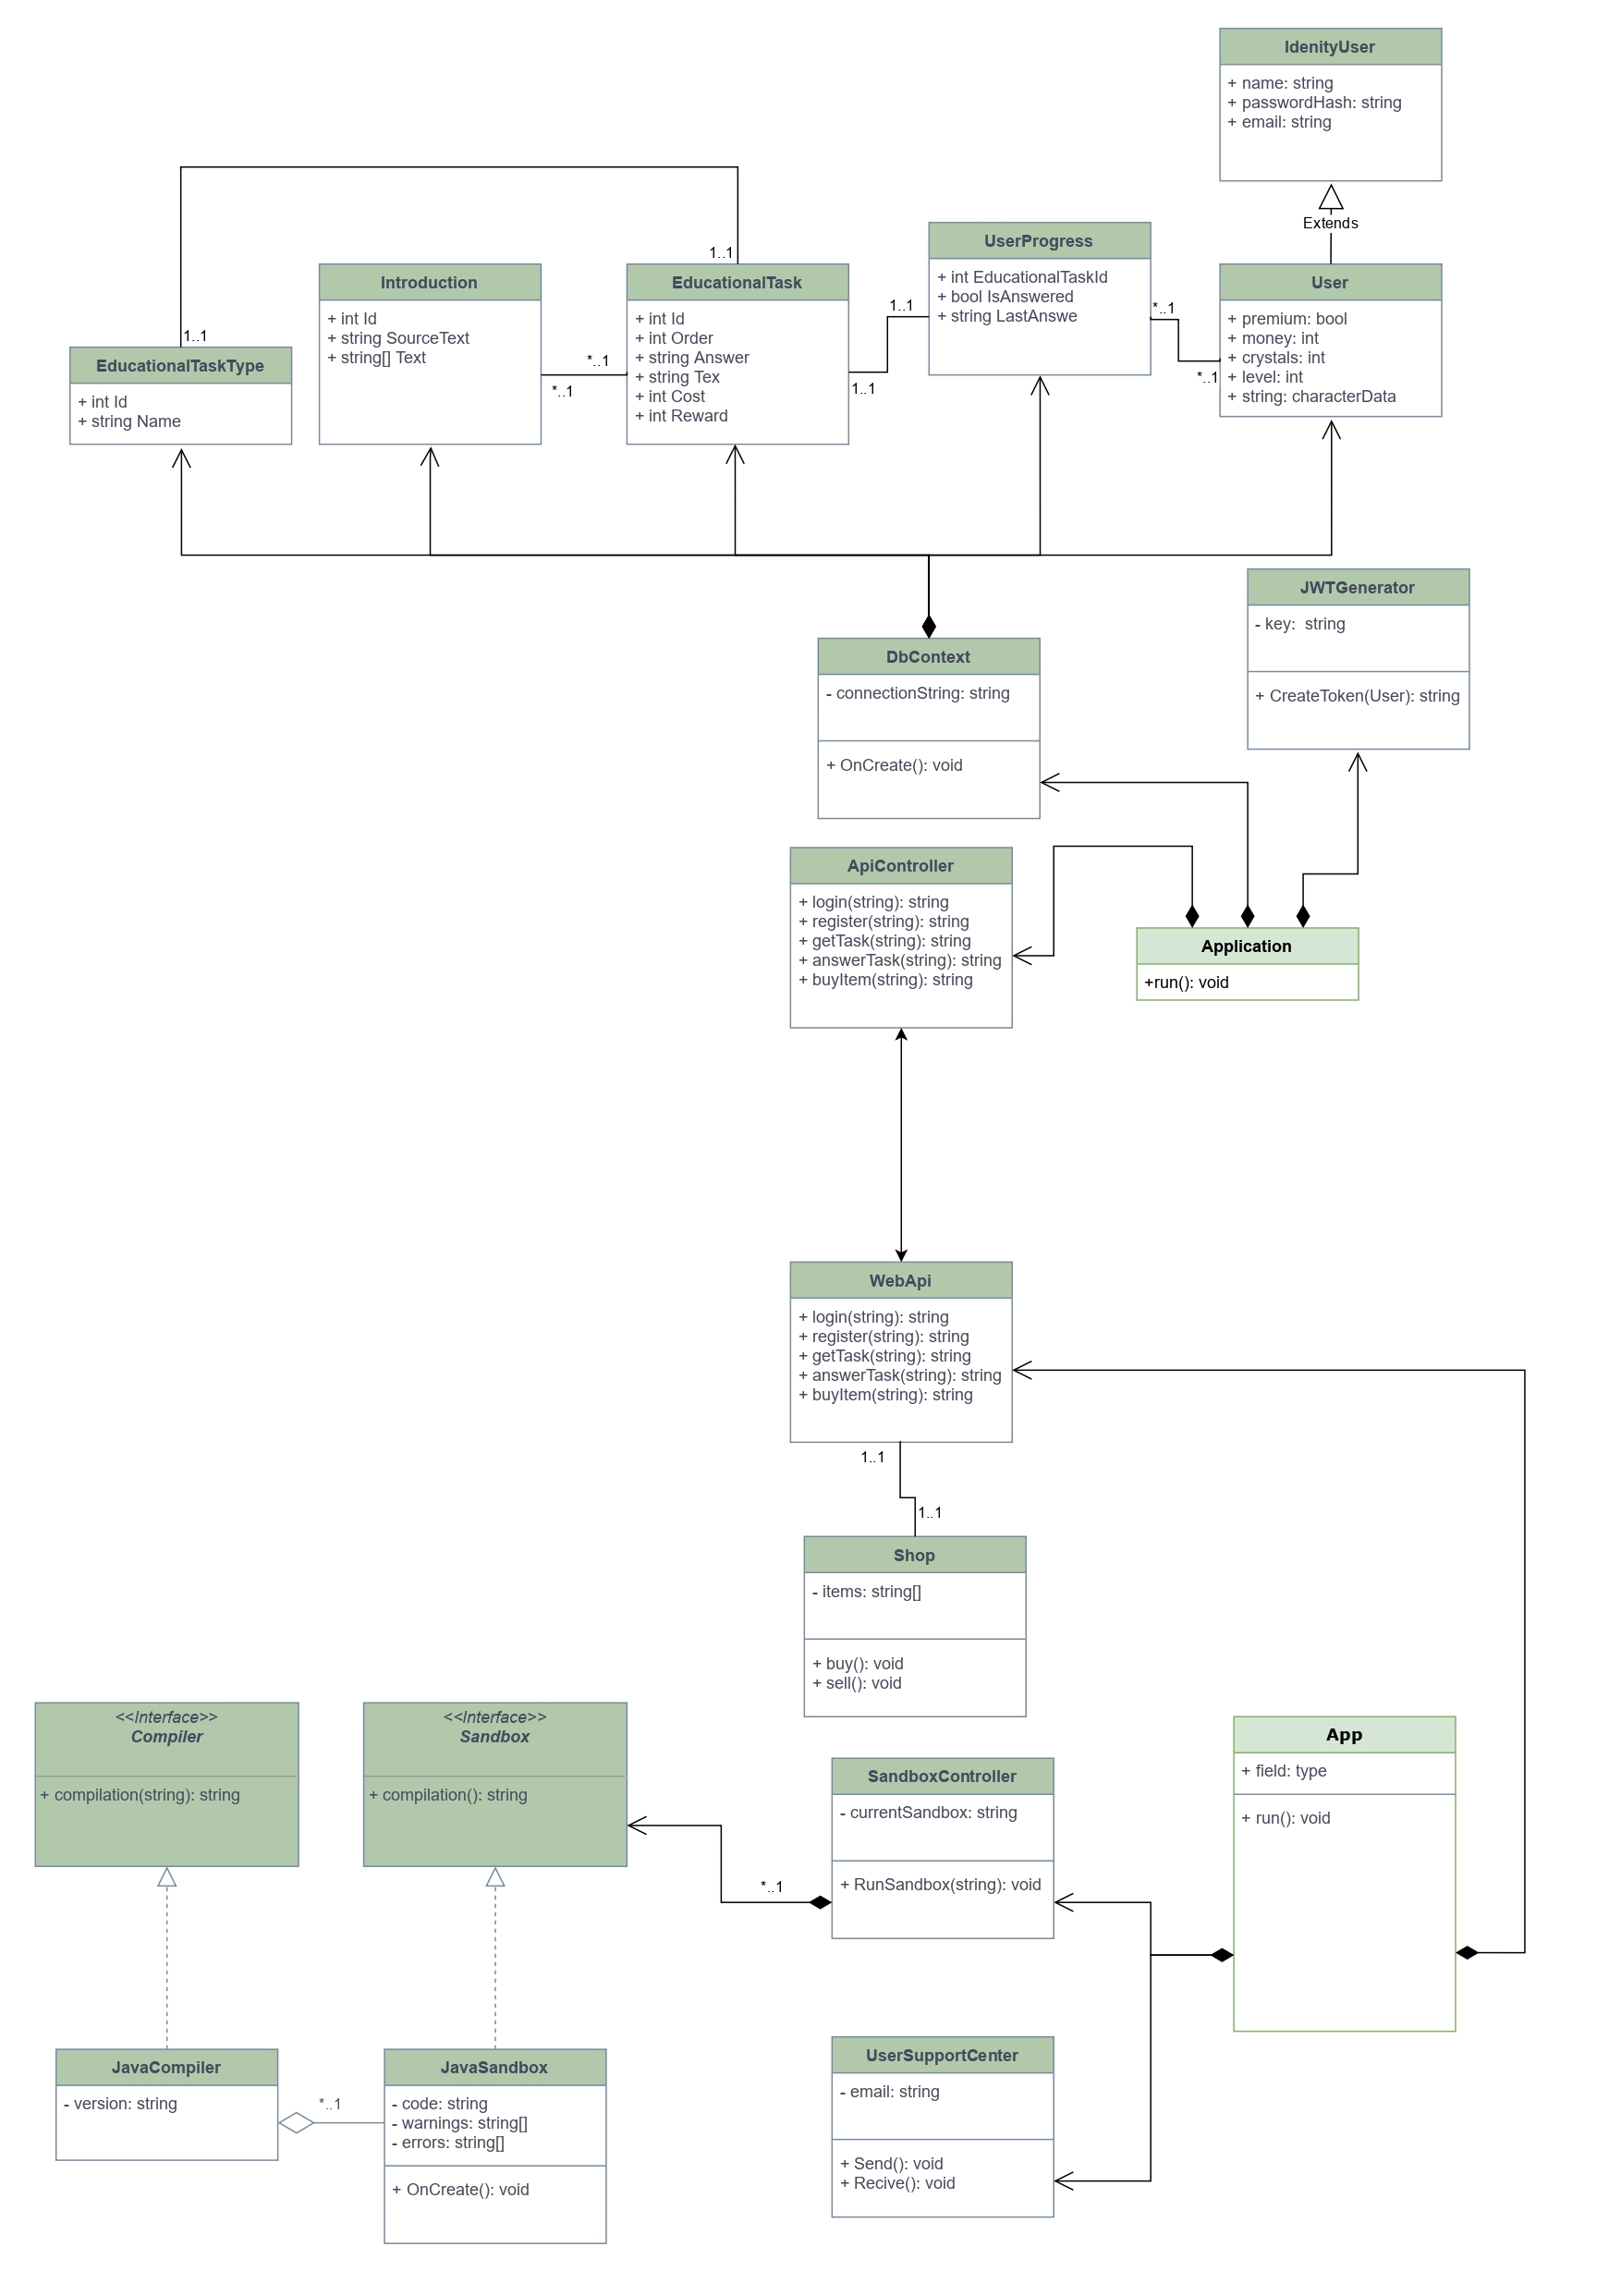 IdenityUser
+ name: string
+ passwordHash: string
+ email: string
Extends
1..1
1..1
EducationalTaskType
+ int Id
+ string Name
Introduction
+ int Id
+ string SourceText
+ string[] Text
*..1
*..1
EducationalTask
+ int Id
+ int Order
+ string Answer
+ string Tex
+ int Cost
+ int Reward
1..1
1..1
UserProgress
+ int EducationalTaskId
+ bool IsAnswered
+ string LastAnswe
*..1
*..1
User
+ premium: bool
+ money: int
+ crystals: int
+ level: int
+ string: characterData
JWTGenerator
- key:  string
+ CreateToken(User): string
DbContext
- connectionString: string
+ OnCreate(): void
ApiController
+ login(string): string
+ register(string): string
+ getTask(string): string
+ answerTask(string): string
+ buyItem(string): string
Application
+run(): void
WebApi
+ login(string): string
+ register(string): string
+ getTask(string): string
+ answerTask(string): string
+ buyItem(string): string
1..1
1..1
Shop
- items: string[]
+ buy(): void
+ sell(): void
<<Interface>>
Compiler
+ compilation(string): string
<<Interface>>
Sandbox
+ compilation(): string
*..1
SandboxController
- currentSandbox: string
+ RunSandbox(string): void
App
+ field: type
+ run(): void
JavaCompiler
- version: string
*..1
JavaSandbox
- code: string
- warnings: string[]
- errors: string[]
+ OnCreate(): void
UserSupportCenter
- email: string
+ Send(): void
+ Recive(): void